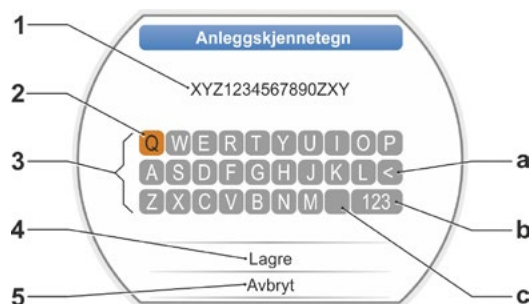 Anleggskjennetegn
1
XYZ1234567890ZXY
2
Q W E R T Y U I O P
3
A S D F G H J K L <
a
Z X C V B N M 123
b
4
Lagre
c
5
Avbryt